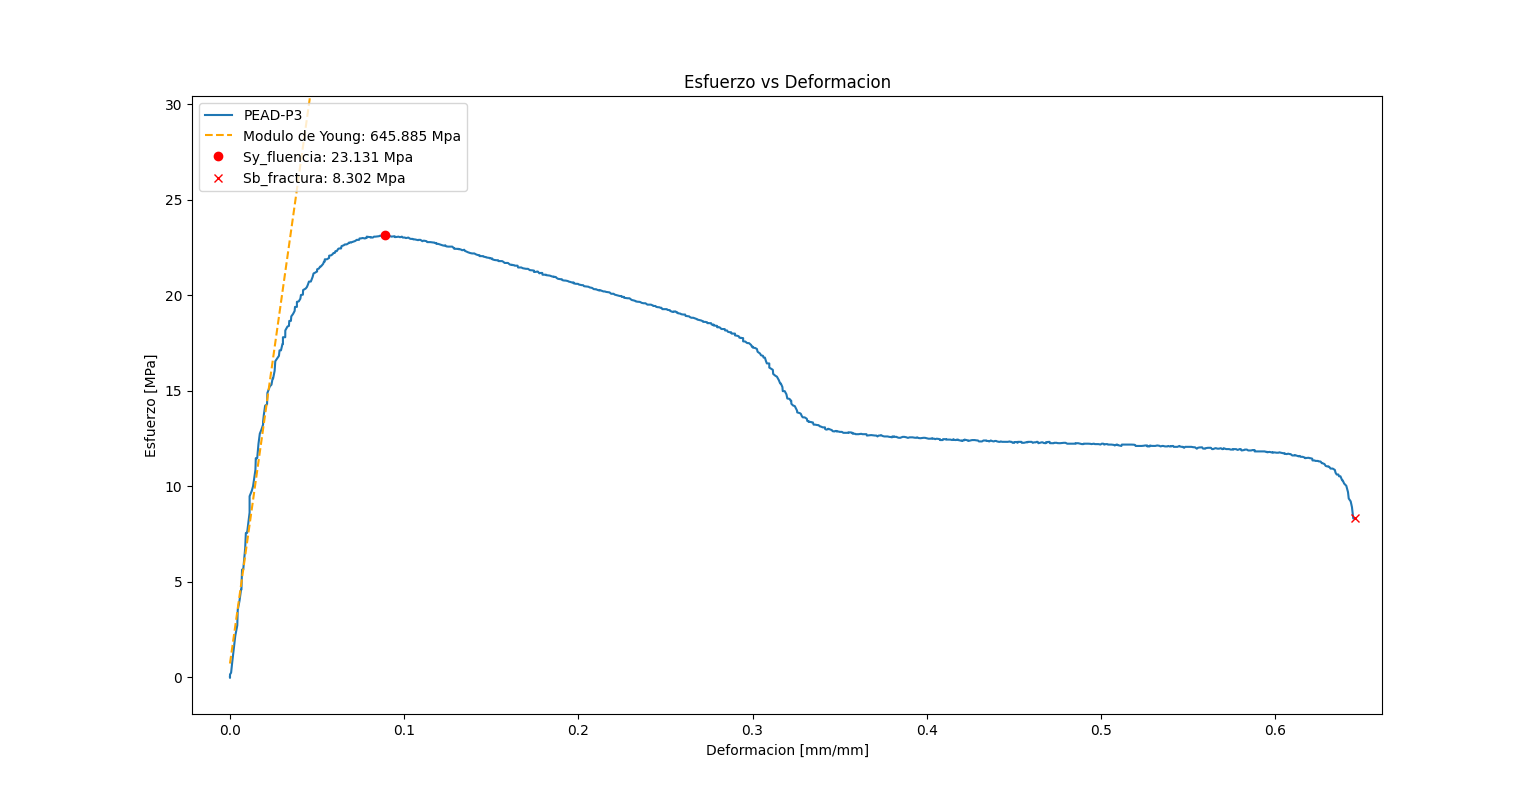 Esfuerzo vs Deformacion
PEAD-P3
Modulo de Young: 645.885 Mpa
Sy_fluencia: 23.131 Mpa
Sb_fractura: 8.302 Mpa
30
25
20
15
10
5
0
Esfuerzo [MPa]
0.0 0.1 0.2 0.3 0.4 0.5 0.6
Deformacion [mm/mm]